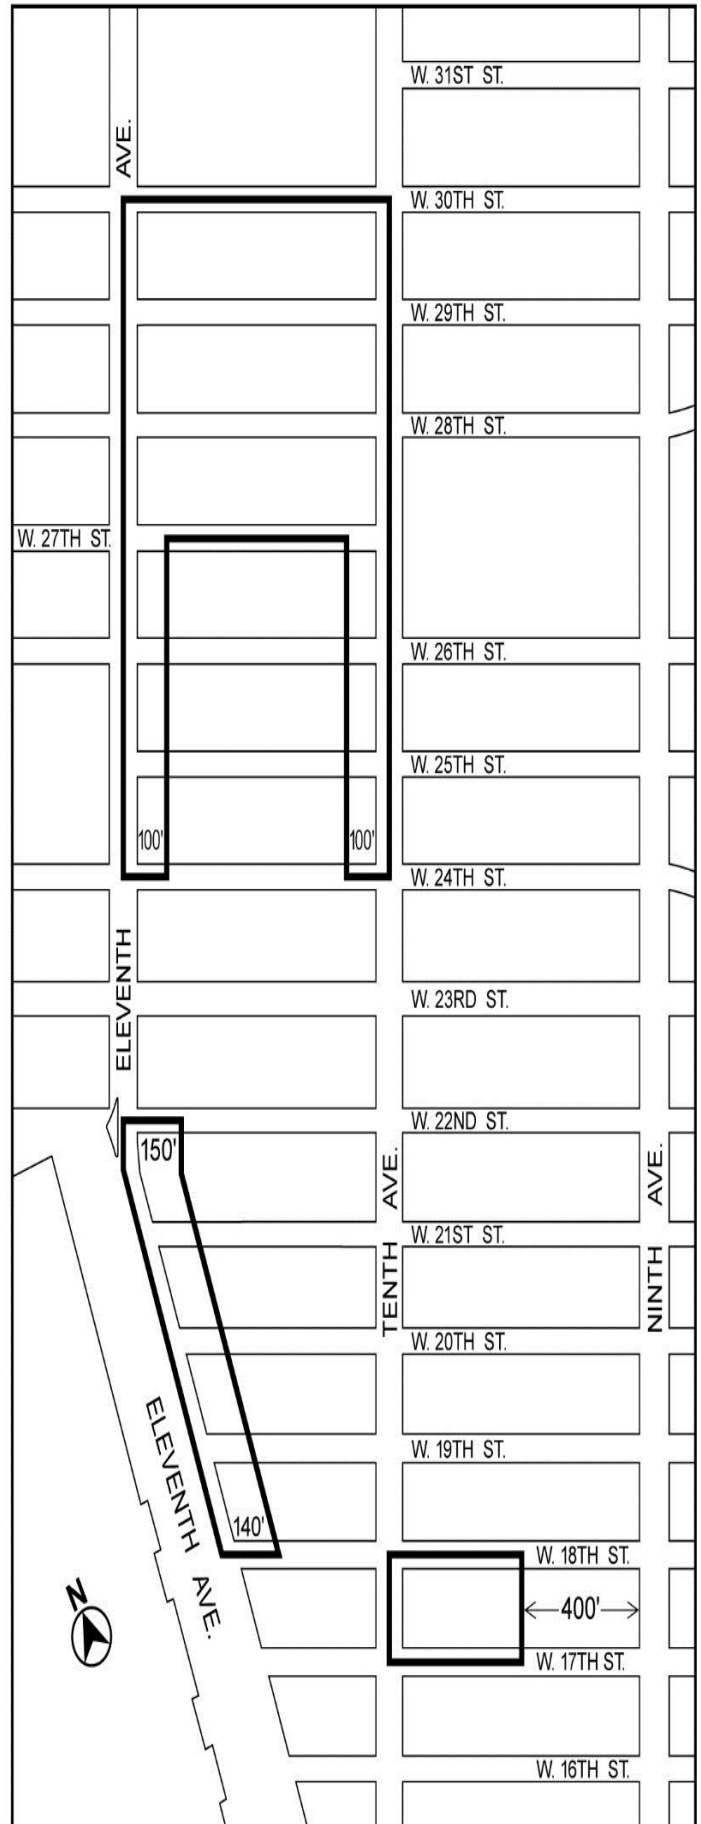 W. 31ST ST.
AVE.
W. 30TH ST.
W. 29TH ST.
W. 28TH ST.
W. 27TH ST.
W. 26TH ST.
W. 25TH ST.
100'
100'
W. 24TH ST.
ELEVENTH
W. 23RD ST.
W. 22ND ST.
150'
AVE.
AVE.
W. 21ST ST.
TENTH
NINTH
W. 20TH ST.
W. 19TH ST.
ELEVENTH AVE.
140'
W. 18TH ST.
N
400'
W. 17TH ST.
W. 16TH ST.